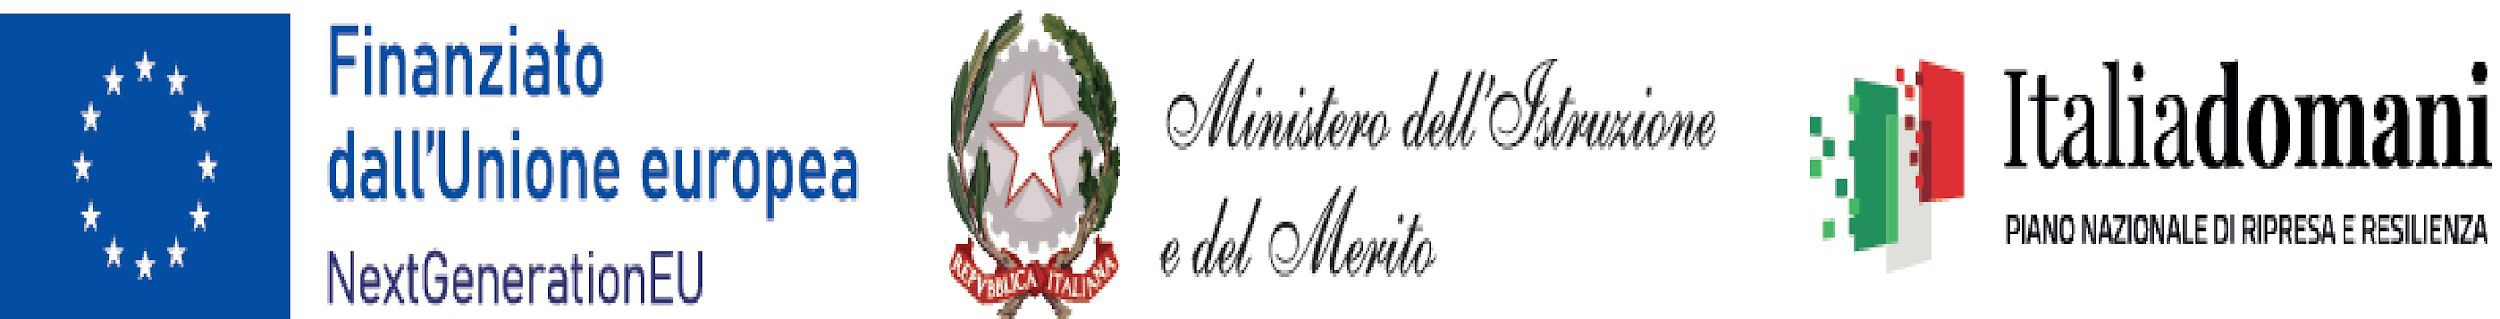 Finanziato
dall'Unione europea
NextGenerationEU
REPVBBLICA ITALIANA
Ministero dell'Istruzione
e del Merito
Italiadomani
PIANO NAZIONALE DI RIPRESA E RESILIENZA